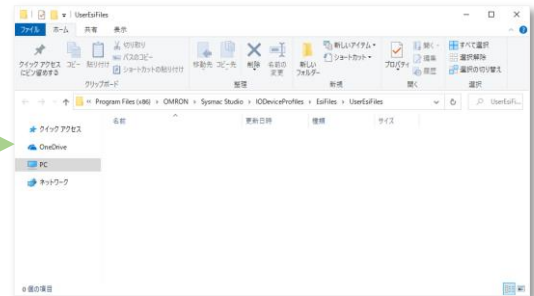 UserEsiFiles
ファイル ホーム 共有 表示
クイック アクセスにピン留めする
コピー
貼り付け
切り取り
パスのコピー
ショートカットの貼り付け
クリップボード
移動先
コピー先
削除
名前の変更
整理
新しいフォルダー
新しいアイテム
ショートカット
新規
プロパティ
開く
編集
履歴
開く
すべて選択
選択解除
選択の切り替え
選択
Program Files (x86) › OMRON › Sysmac Studio › IODeviceProfiles › EsiFiles › UserEsiFiles
UserEsiFi...
名前 更新日時 種類 サイズ
クイック アクセス
OneDrive
PC
ネットワーク
0 個の項目